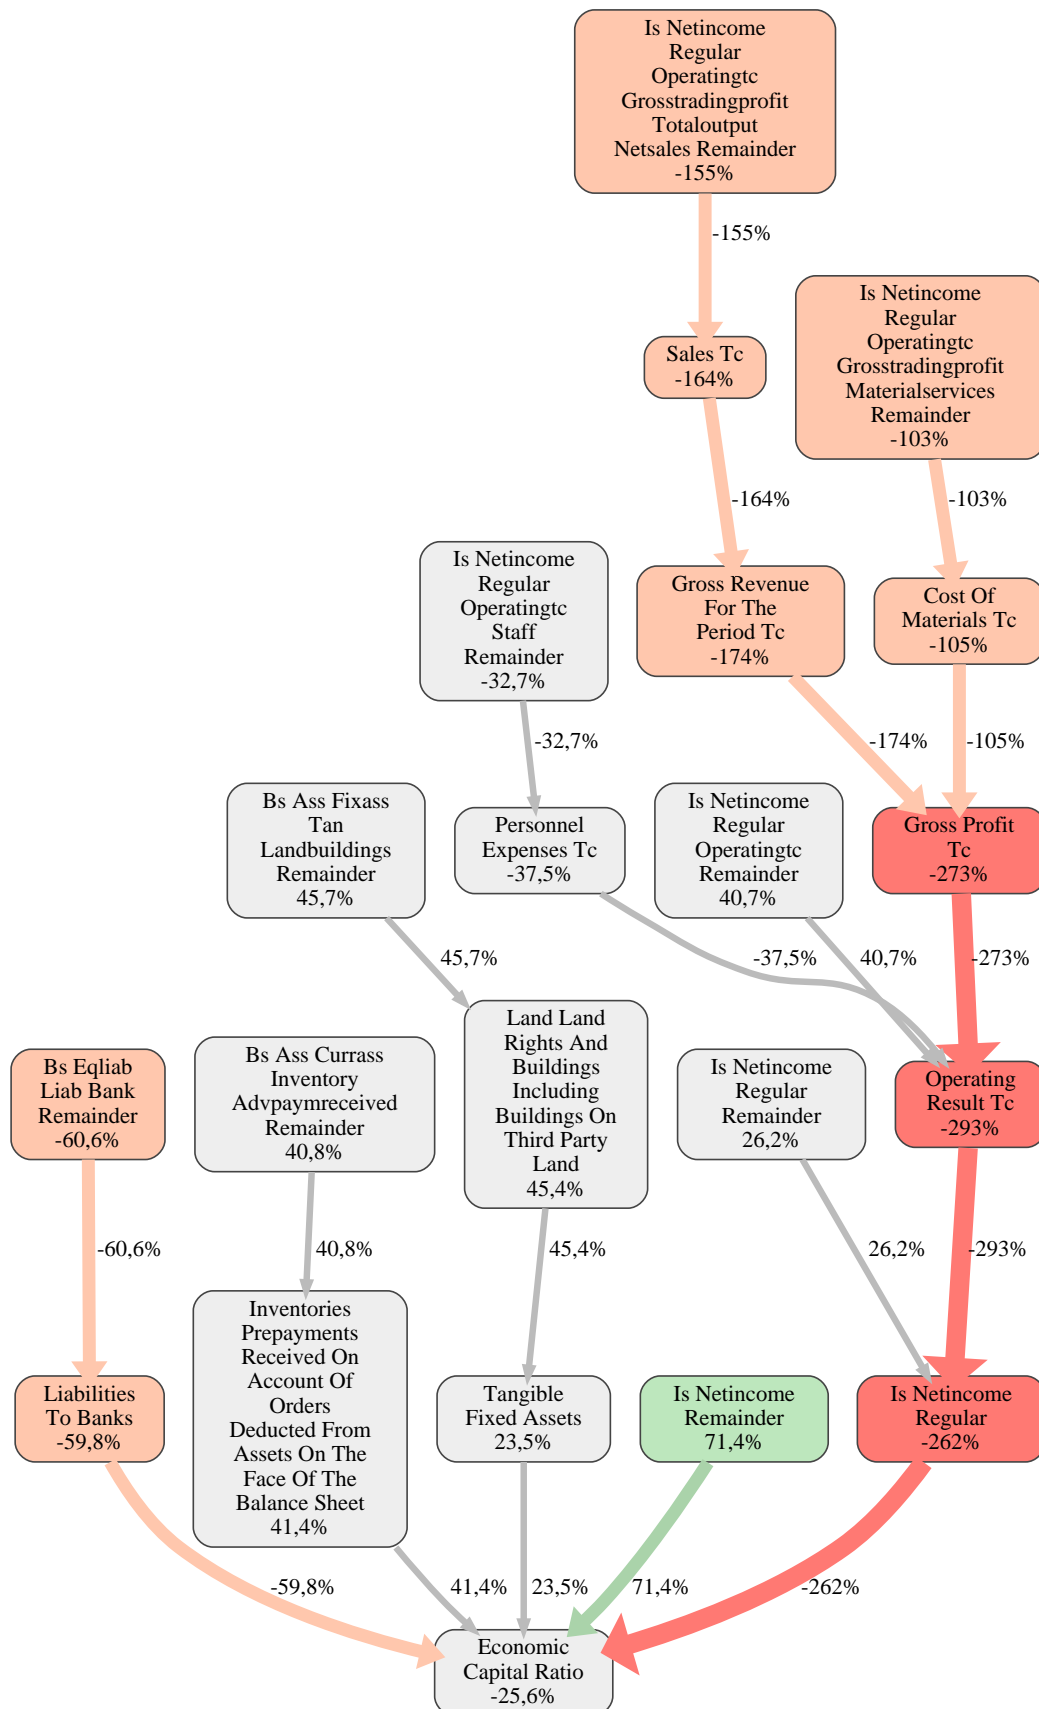 Is Netincome
Regular
Operatingtc
Grosstradingprofit
Totaloutput
Netsales Remainder
-155%
-155%
Is Netincome
Regular
Operatingtc
Grosstradingprofit
Materialservices
Remainder
-103%
Sales Tc
-164%
-164%
-103%
Is Netincome
Regular
Operatingtc
Staff
Remainder
-32,7%
Gross Revenue
For The
Period Tc
-174%
Cost Of
Materials Tc
-105%
-32,7%
-174%
-105%
Bs Ass Fixass
Tan
Landbuildings
Remainder
45,7%
Personnel
Expenses Tc
-37,5%
Is Netincome
Regular
Operatingtc
Remainder
40,7%
Gross Profit
Tc
-273%
45,7%
-37,5%
40,7%
-273%
Bs Eqliab
Liab Bank
Remainder
-60,6%
Bs Ass Currass
Inventory
Advpaymreceived
Remainder
40,8%
Land Land
Rights And
Buildings
Including
Buildings On
Third Party
Land
45,4%
Is Netincome
Regular
Remainder
26,2%
Operating
Result Tc
-293%
-60,6%
40,8%
45,4%
26,2%
-293%
Liabilities
To Banks
-59,8%
Inventories
Prepayments
Received On
Account Of
Orders
Deducted From
Assets On The
Face Of The
Balance Sheet
41,4%
Tangible
Fixed Assets
23,5%
Is Netincome
Remainder
71,4%
Is Netincome
Regular
-262%
-59,8%
41,4%
23,5%
71,4%
-262%
Economic
Capital Ratio
-25,6%